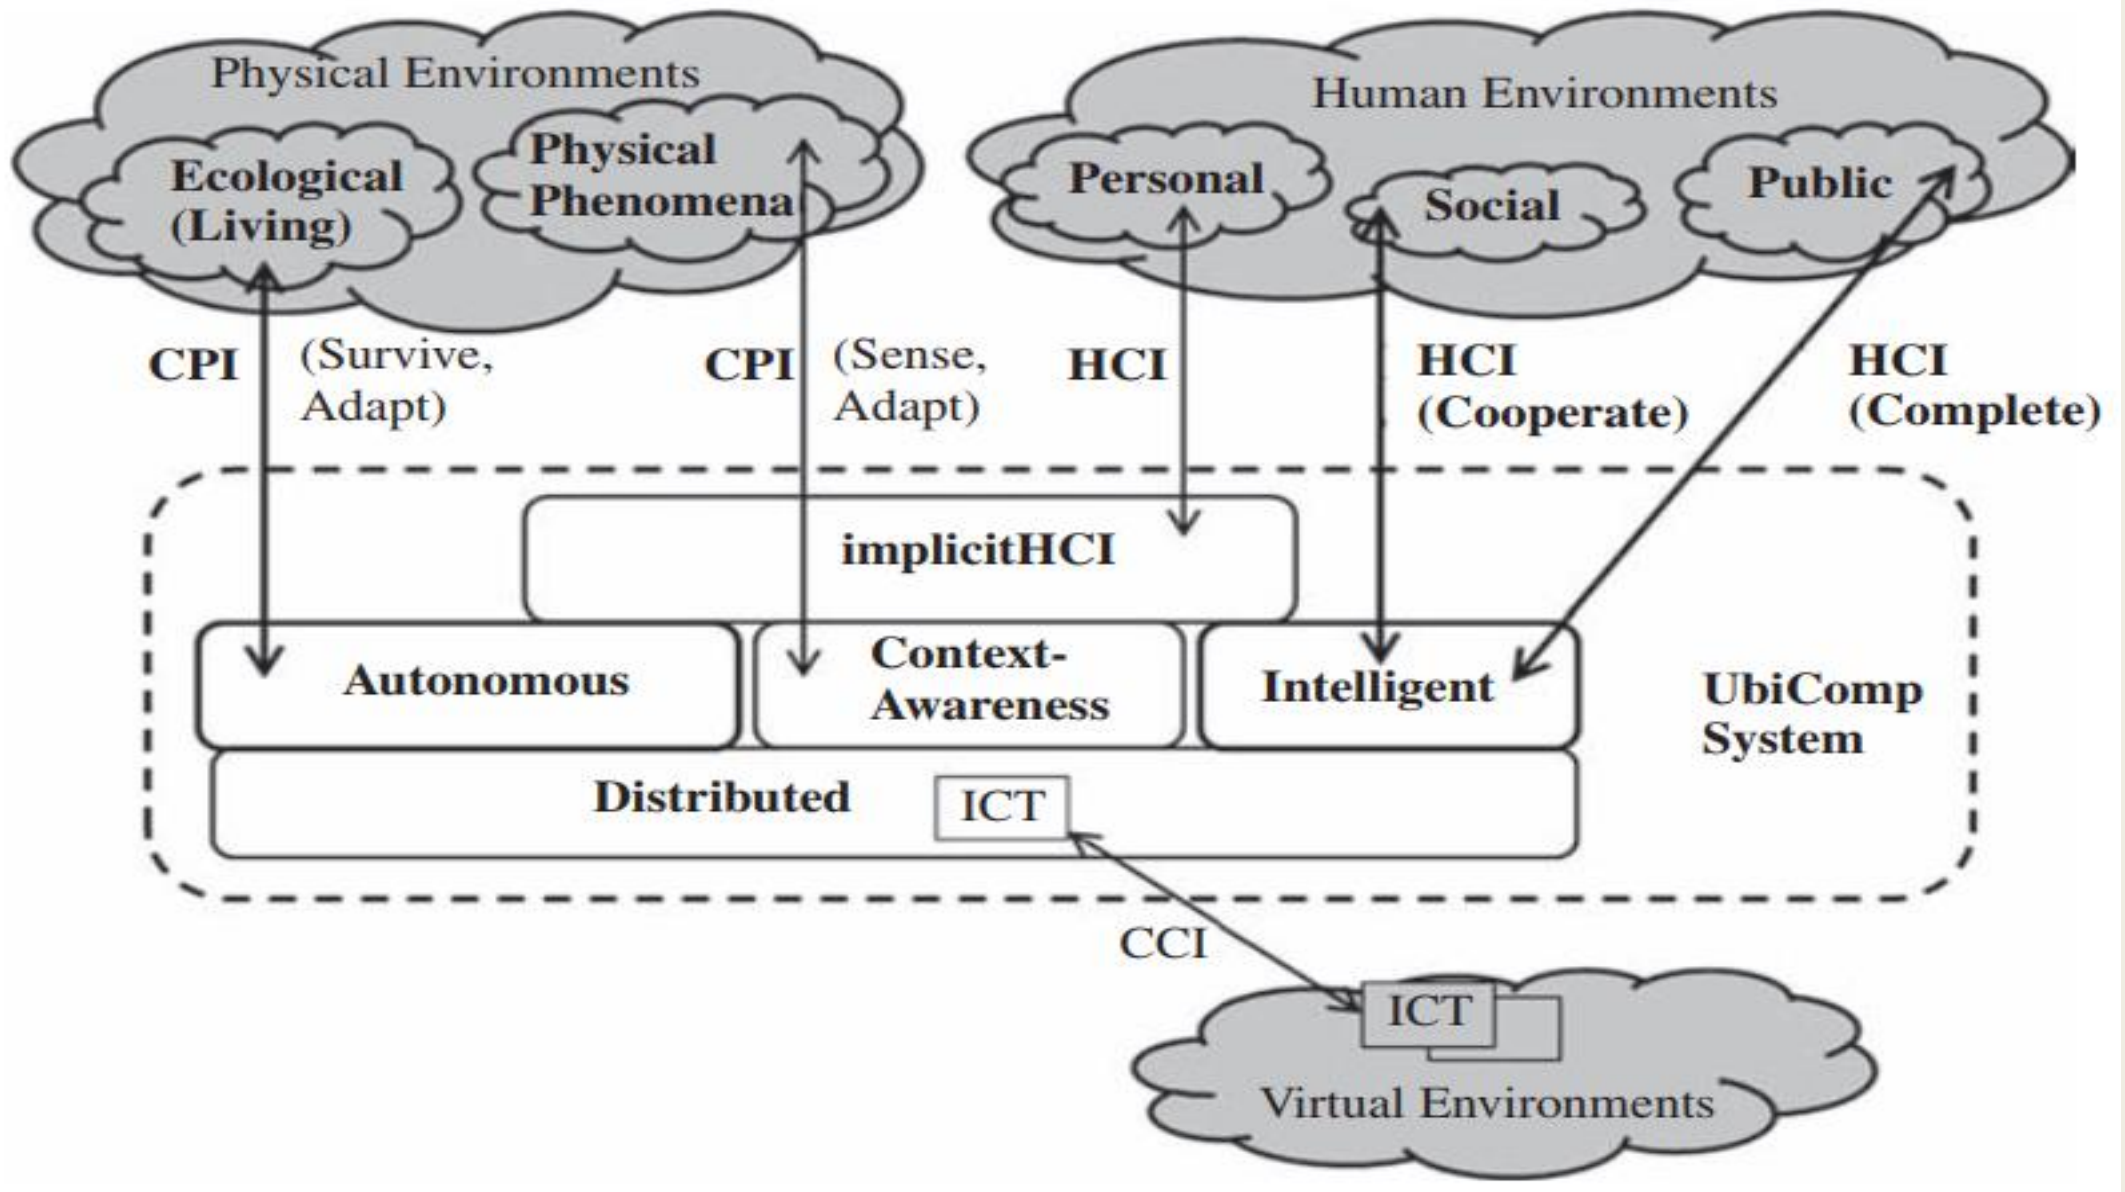 Physical Environments
Human Environments
Ecological
(Living)
Physical
Phenomena
Personal
Social
Public
CPI
(Survive,
Adapt)
CPI
(Sense,
Adapt)
HCI
HCI
(Cooperate)
HCI
(Complete)
implicitHCI
Autonomous
Context-
Awareness
Intelligent
UbiComp
System
Distributed
ICT
CCI
ICT
Virtual Environments